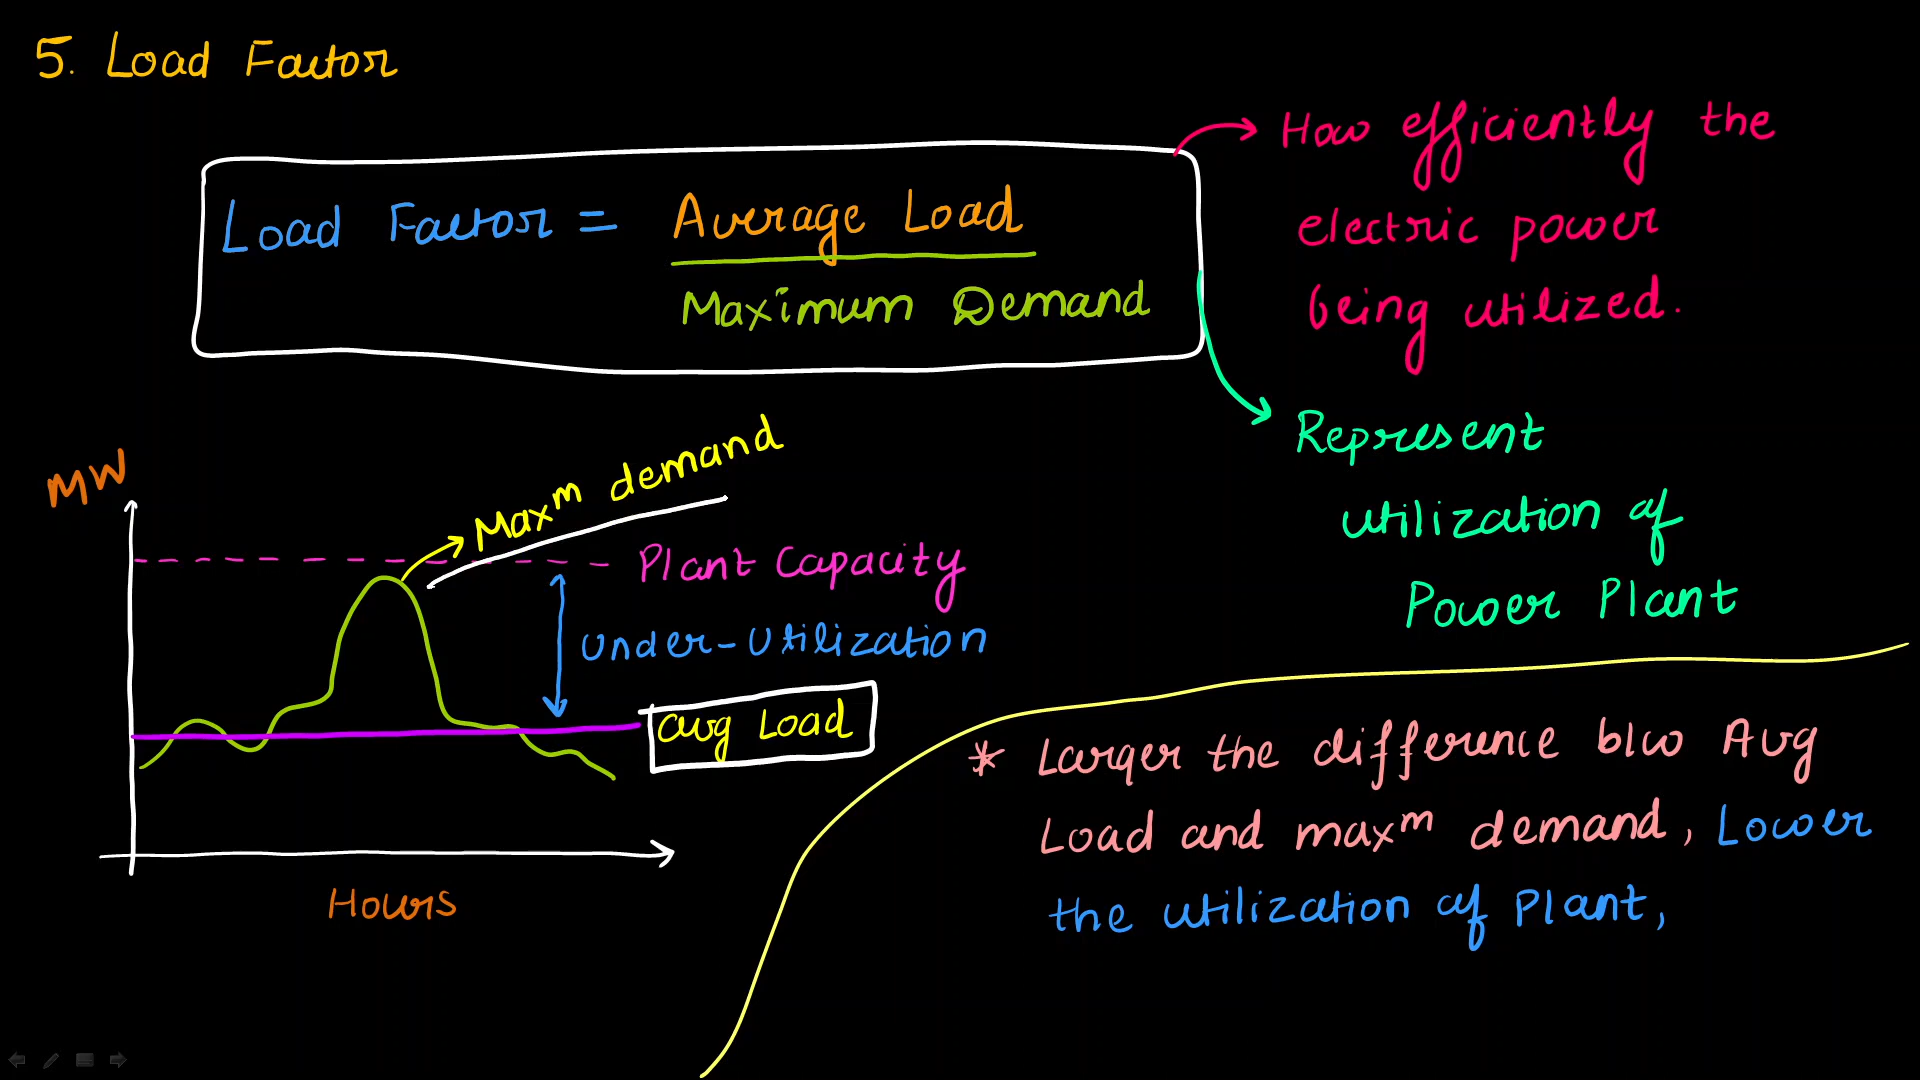 5. Load Factor
Load Factor = Average Load
Maximum Demand
How efficiently the
electric power
being utilized.
Represent
utilization of
Power Plant
MW
Maxᵐ demand
Plant Capacity
Under-Utilization
avg Load
Hours
* Larger the difference b/w Avg
Load and maxᵐ demand, Lower
the utilization of Plant,